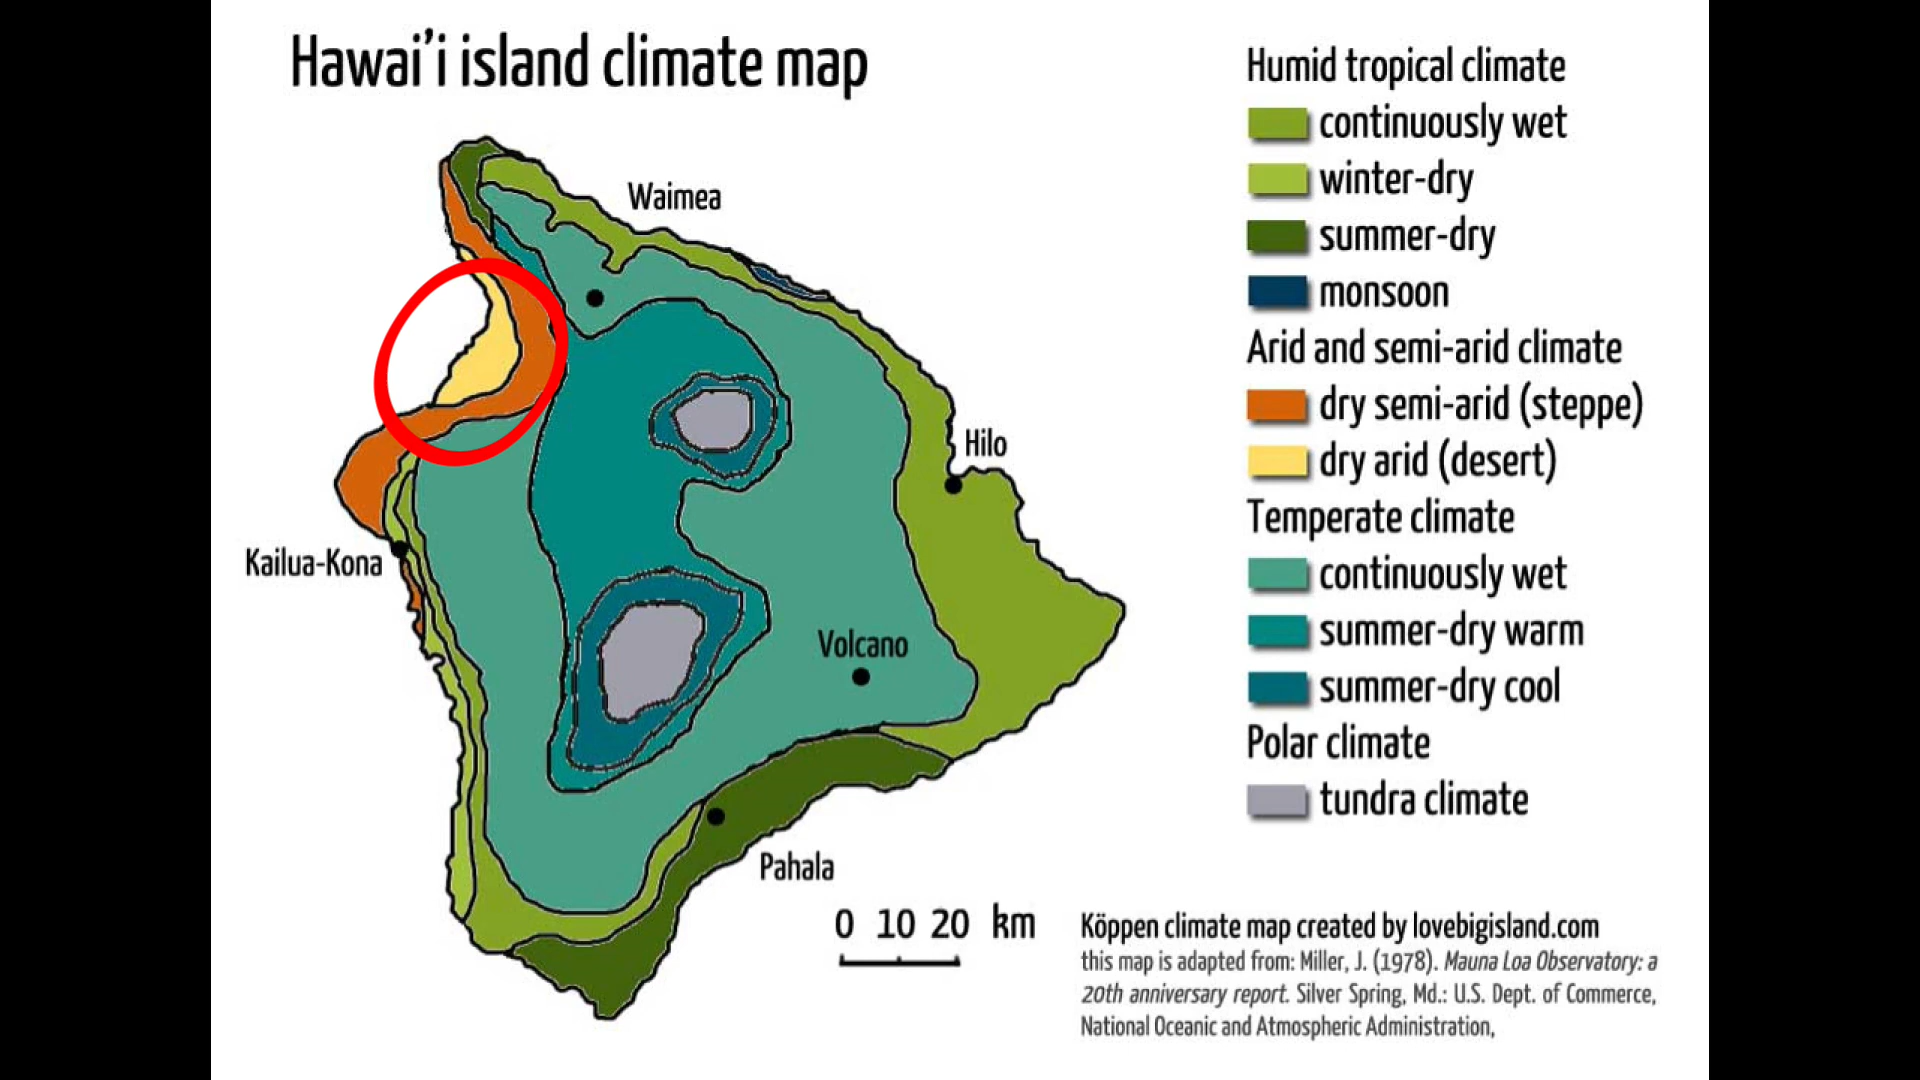 Hawai’i island climate map
Humid tropical climate
continuously wet
winter-dry
summer-dry
monsoon
Arid and semi-arid climate
dry semi-arid (steppe)
dry arid (desert)
Temperate climate
continuously wet
summer-dry warm
summer-dry cool
Polar climate
tundra climate
Waimea
Hilo
Kailua-Kona
Volcano
Pahala
0 10 20 km
Köppen climate map created by lovebigisland.com
this map is adapted from: Miller, J. (1978). Mauna Loa Observatory: a
20th anniversary report. Silver Spring, Md.: U.S. Dept. of Commerce,
National Oceanic and Atmospheric Administration,